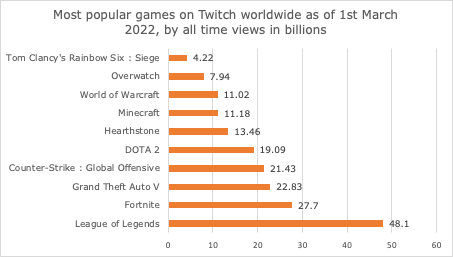 Most popular games on Twitch worldwide as of 1st March
2022, by all time views in billions
Tom Clancy's Rainbow Six : Siege 4.22
Overwatch 7.94
World of Warcraft 11.02
Minecraft 11.18
Hearthstone 13.46
DOTA 2 19.09
Counter-Strike : Global Offensive 21.43
Grand Theft Auto V 22.83
Fortnite 27.7
League of Legends 48.1
0 10 20 30 40 50 60